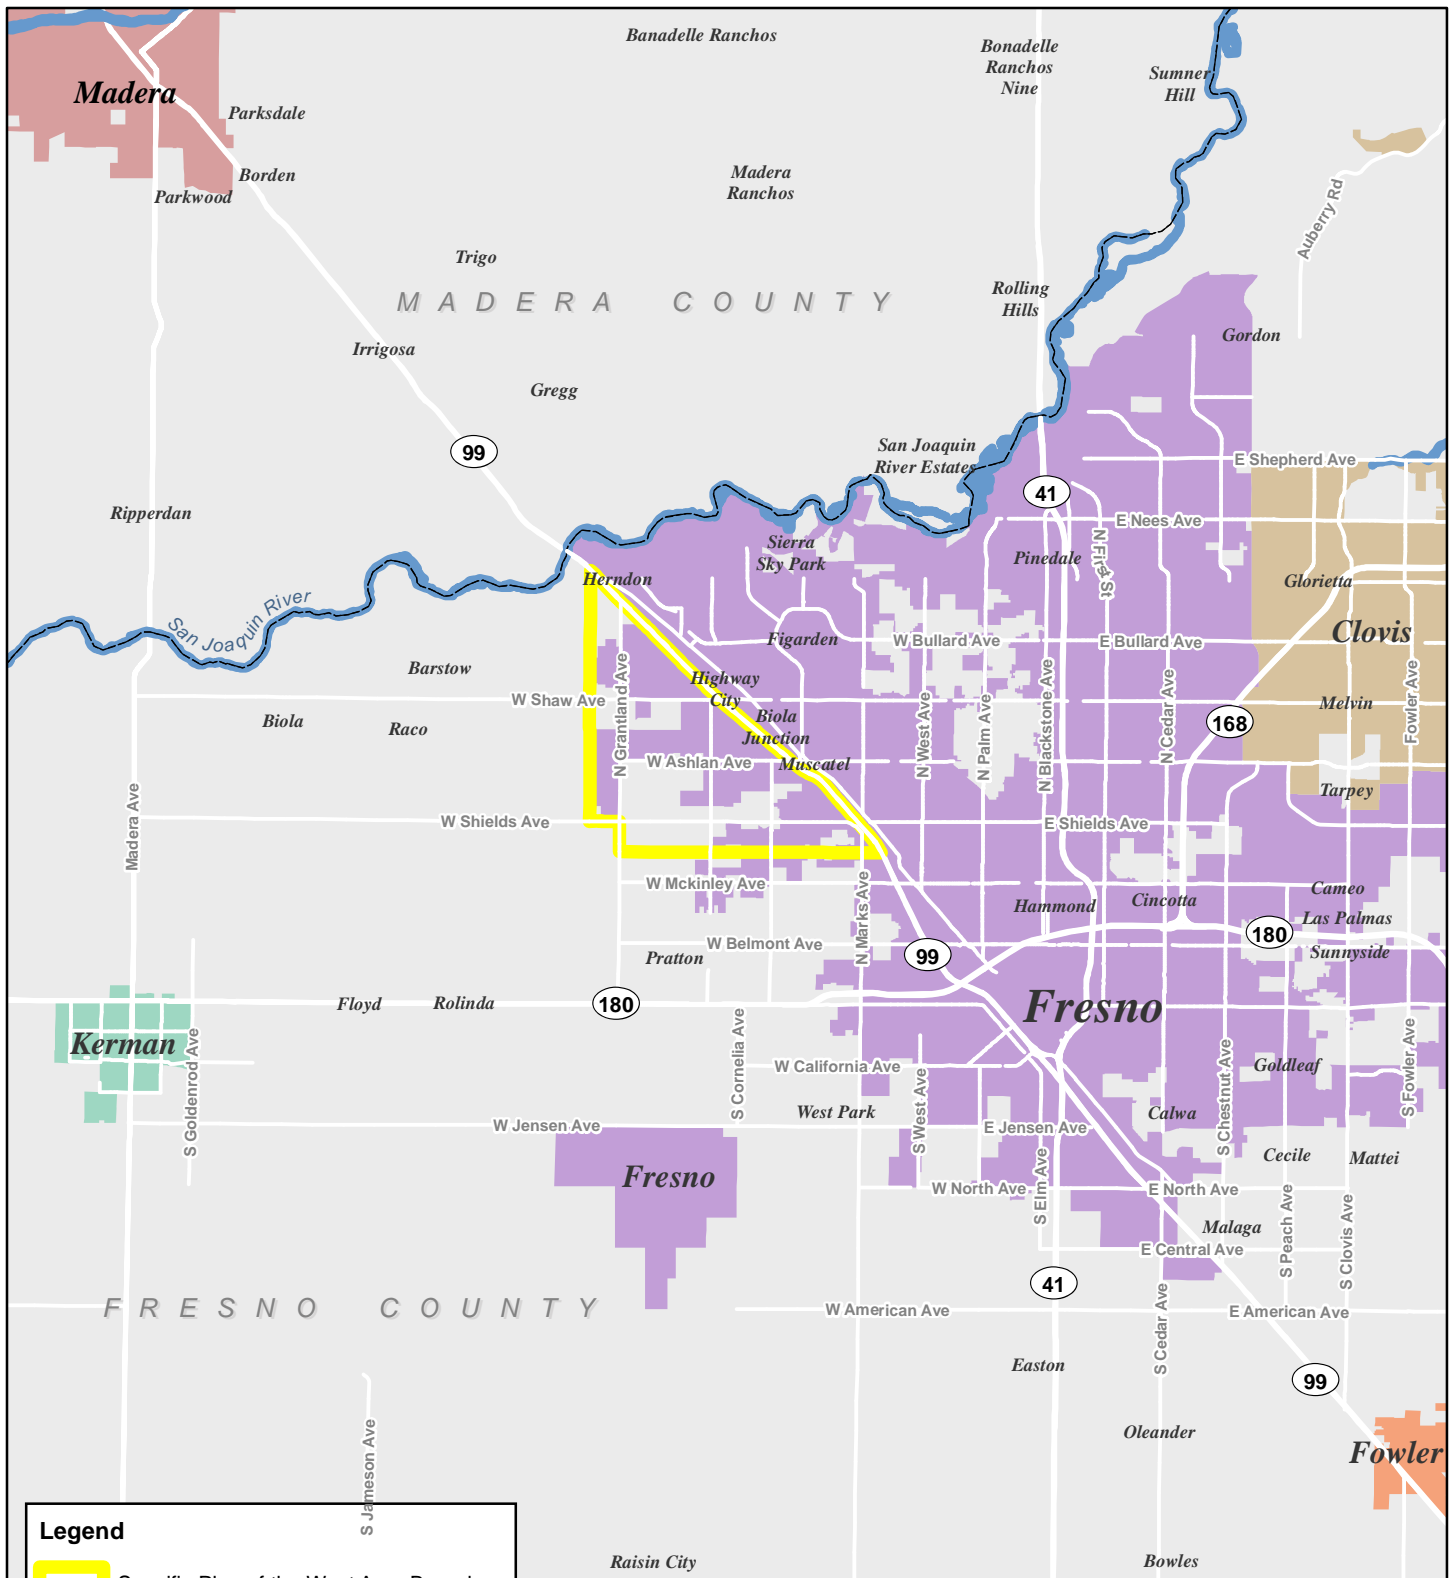 Banadelle Ranchos
Bonadelle
Ranchos
Nine
Sumner
Hill
Madera
Parksdale
Borden
Parkwood
Madera
Ranchos
Auberry Rd
Trigo
MADERA COUNTY
Rolling
Hills
Gordon
Irrigosa
Gregg
99
San Joaquin
River Estates
E Shepherd Ave
41
Ripperdan
E Nees Ave
Sierra
Sky Park
Pinedale
N First St
Herndon
Glorietta
San Joaquin River
Figarden
W Bullard Ave
E Bullard Ave
Clovis
Barstow
Highway
City
N Grantland Ave
W Shaw Ave
Biola
Raco
Biola
Junction
N West Ave
N Palm Ave
N Blackstone Ave
N Cedar Ave
168
Melvin
Fowler Ave
W Ashlan Ave
Muscatel
Tarpey
Madera Ave
W Shields Ave
E Shields Ave
W Mckinley Ave
N Marks Ave
Hammond
Cincotta
Cameo
Las Palmas
180
Sunnyside
W Belmont Ave
Pratton
99
Floyd
Rolinda
180
Fresno
Kerman
S Goldenrod Ave
S Cornelia Ave
W California Ave
S West Ave
S Chestnut Ave
Goldleaf
S Fowler Ave
West Park
Calwa
W Jensen Ave
E Jensen Ave
Cecile
Mattei
Fresno
W North Ave
S Elm Ave
E North Ave
Malaga
S Peach Ave
S Clovis Ave
E Central Ave
41
FRESNO COUNTY
W American Ave
S Cedar Ave
E American Ave
Easton
99
Oleander
Fowler
S Jameson Ave
Legend
Raisin City
Bowles